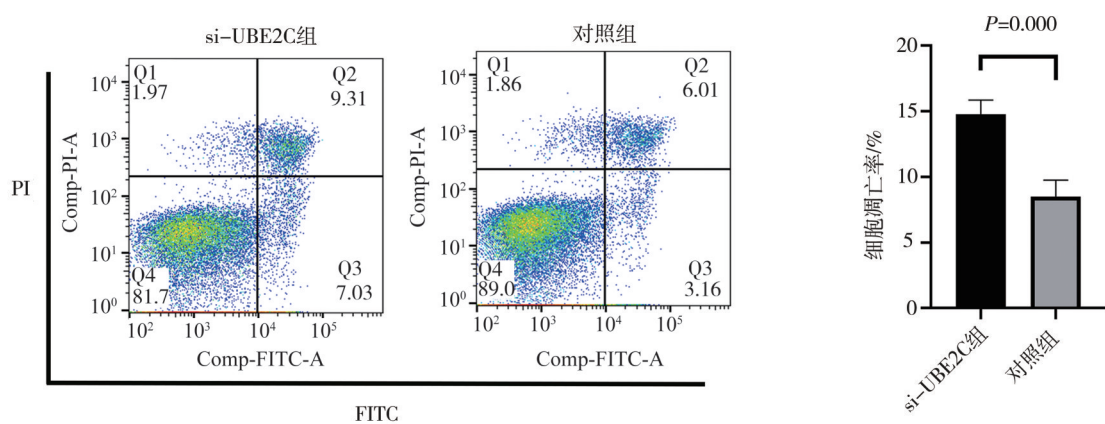 si-UBE2C组
Q1
1.97
Q2
9.31
10⁴
10³
10²
10¹
10⁰
Comp-PI-A
Q4
81.7
Q3
7.03
10² 10³ 10⁴ 10⁵
Comp-FITC-A
对照组
Q1
1.86
Q2
6.01
10⁴
10³
10²
10¹
10⁰
Comp-PI-A
Q4
89.0
Q3
3.16
10² 10³ 10⁴ 10⁵
Comp-FITC-A
PI
FITC
P=0.000
细胞凋亡率/%
20
15
10
5
0
si-UBE2C组
对照组